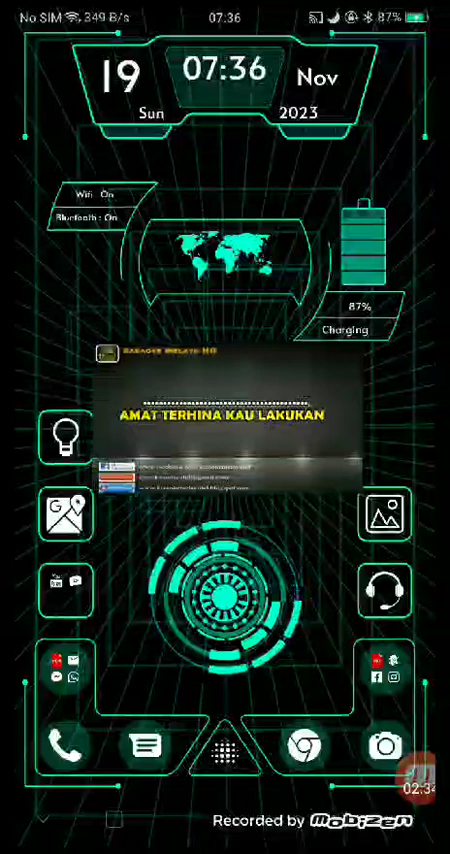 No SIM 349 B/s 07:36 87%
19 07:36 Nov
Sun 2023
Wifi : On
Bluetooth : On
87%
Charging
KARAOKE MELAYU HD
AMAT TERHINA KAU LAKUKAN
G
You
02:34
Recorded by Mobizen